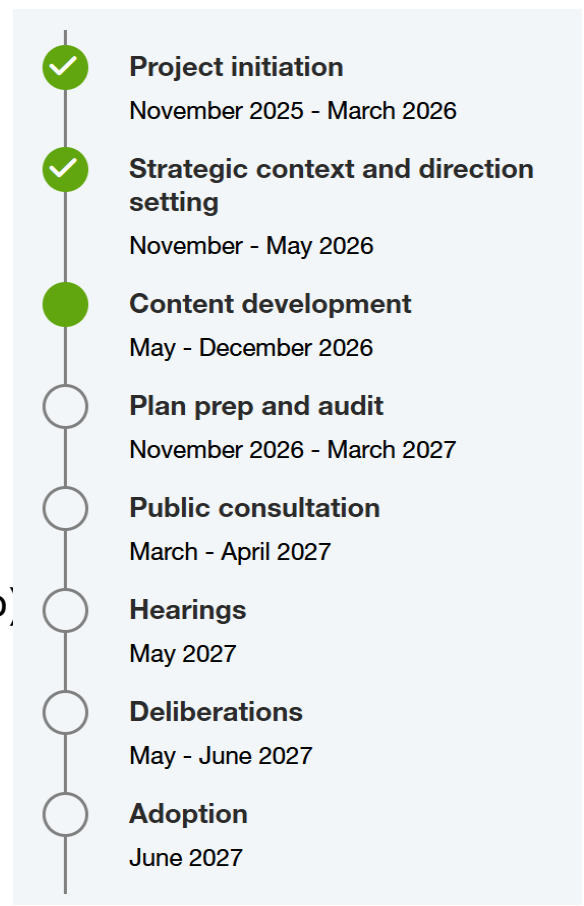 Project initiation
November 2025 - March 2026
Strategic context and direction
setting
November - May 2026
Content development
May - December 2026
Plan prep and audit
November 2026 - March 2027
Public consultation
March - April 2027
)
Hearings
May 2027
Deliberations
May - June 2027
Adoption
June 2027